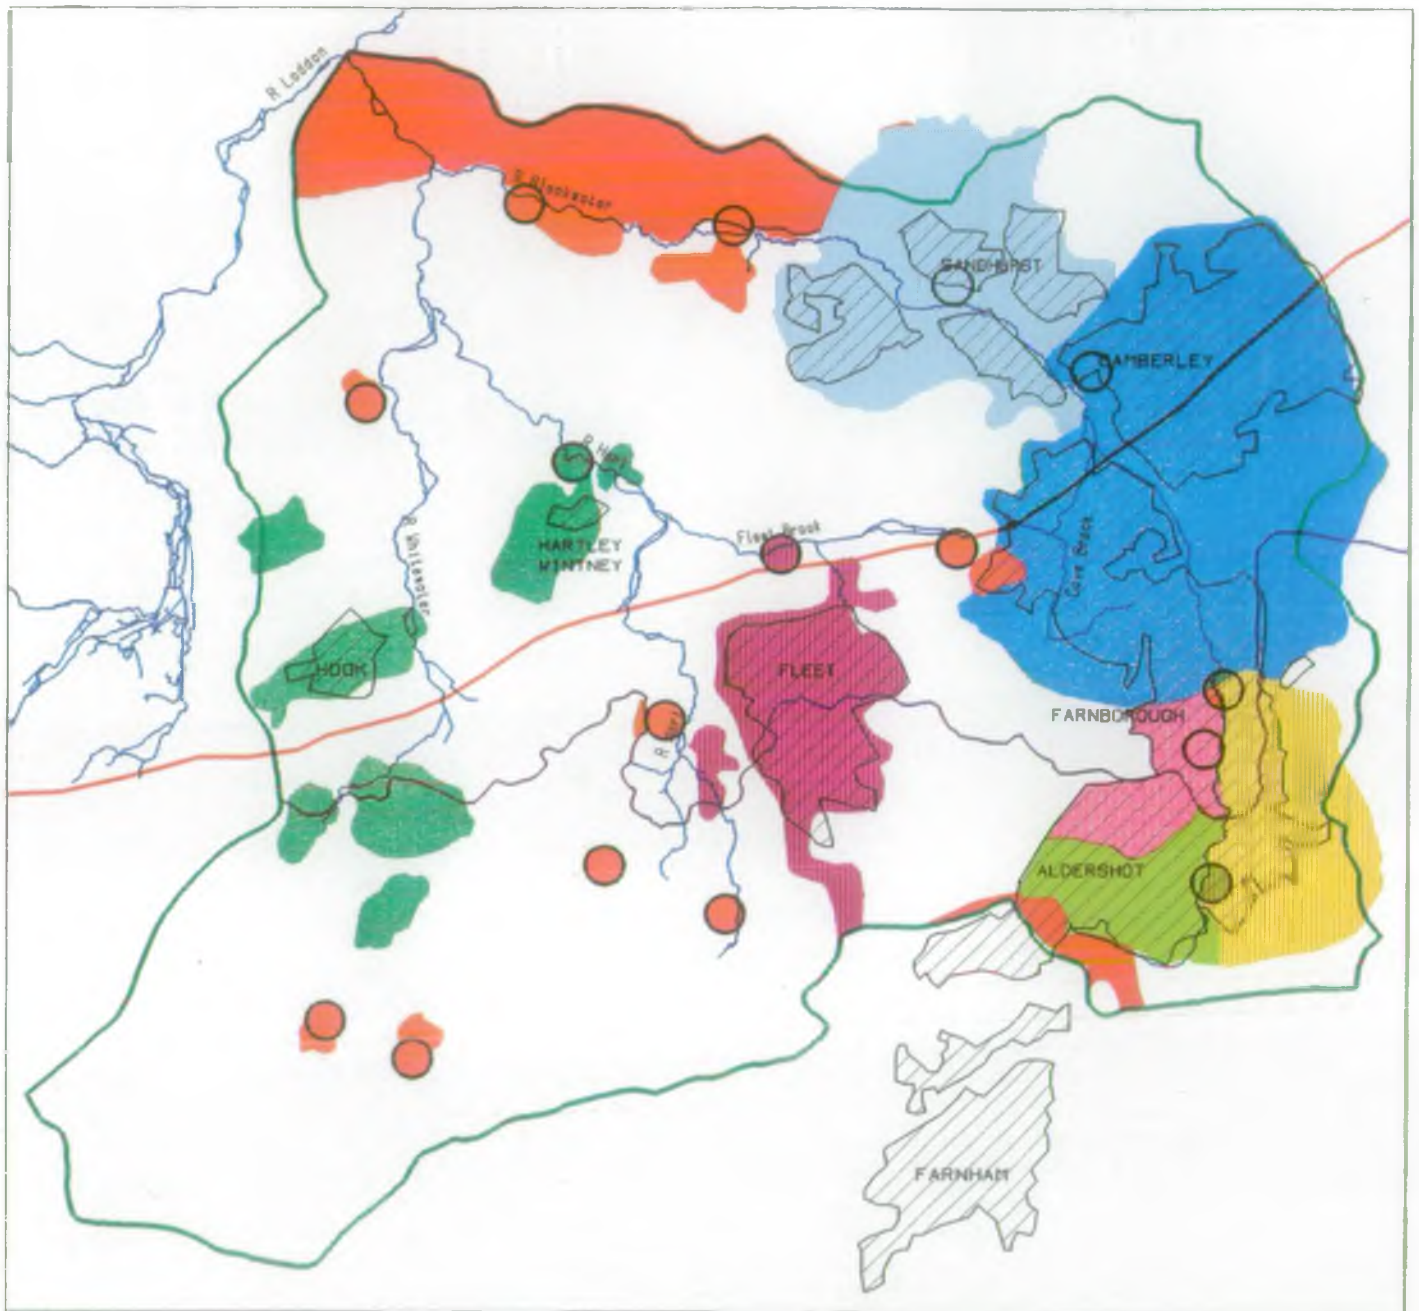 R Loddon
R Blackwater
SANDHURST
CAMBERLEY
R Hart
R Whitewater
Fleet Brook
Cove Brook
HARTLEY
WINTNEY
HOOK
FLEET
FARNBOROUGH
R
ALDERSHOT
FARNHAM